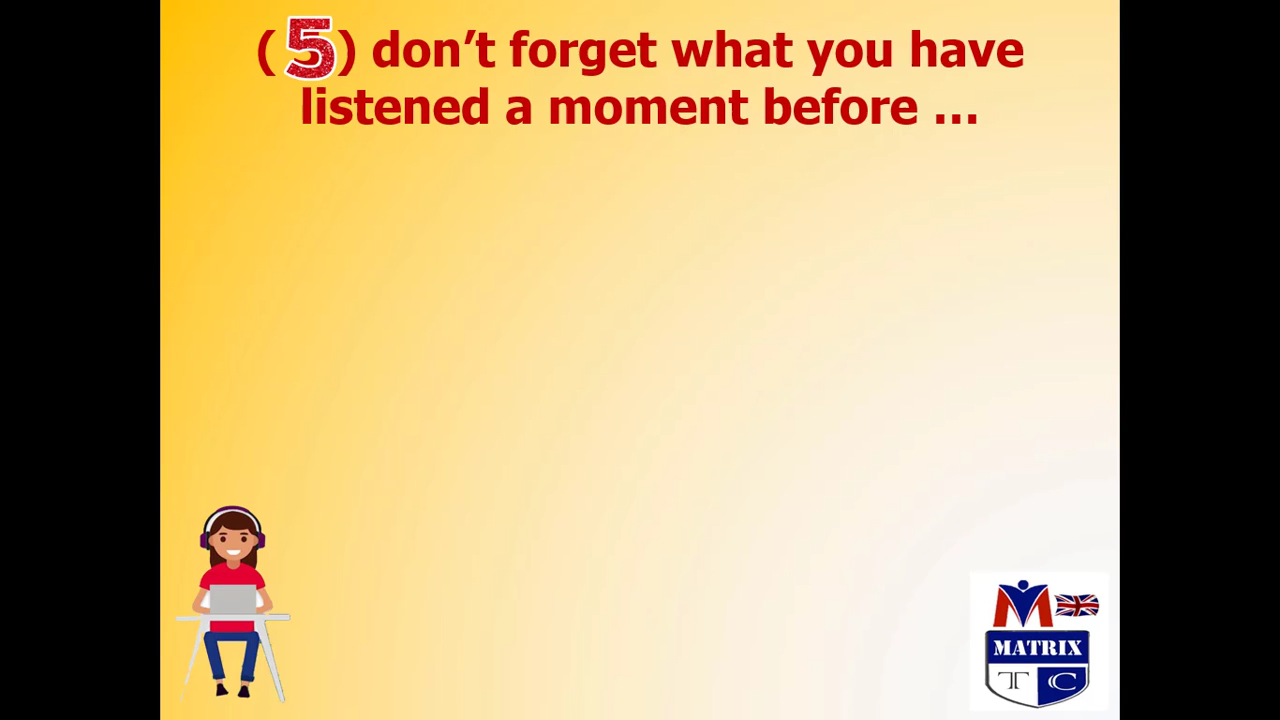 (5) don’t forget what you have
listened a moment before …
M
MATRIX
T C